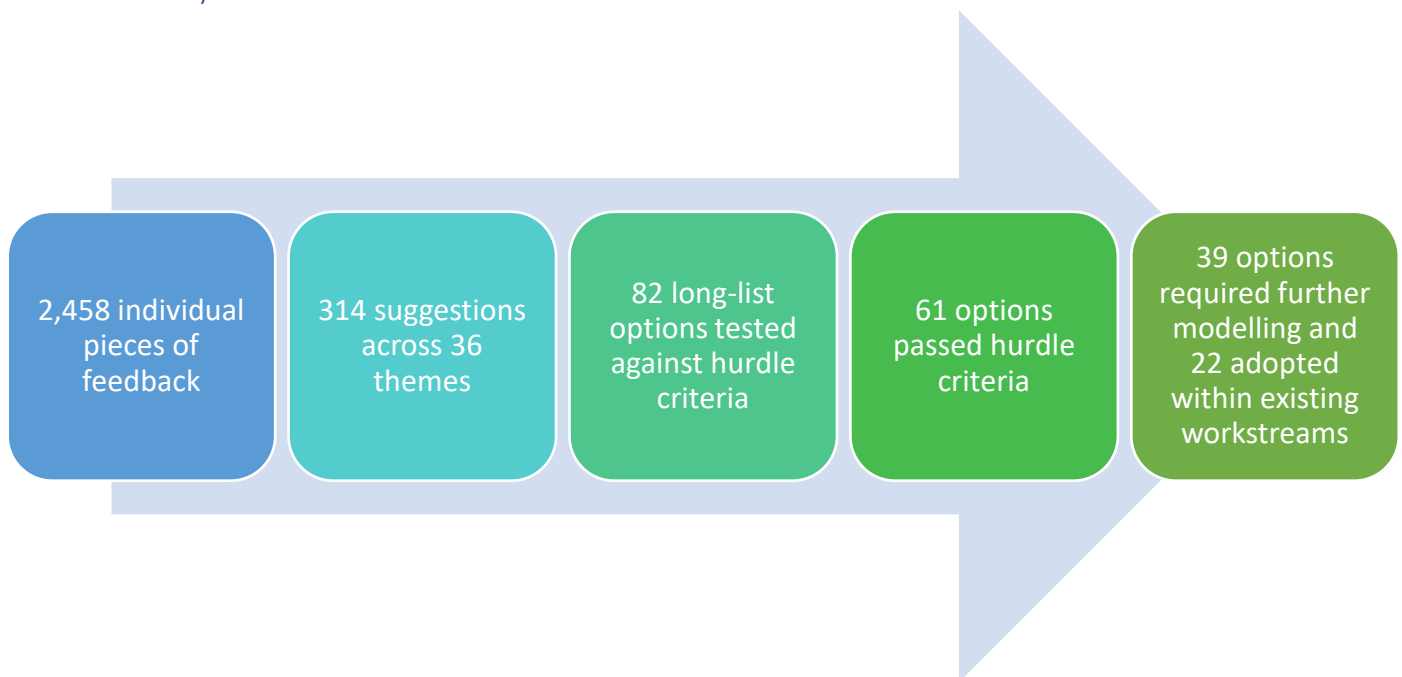 2,458 individual
pieces of
feedback
314 suggestions
across 36
themes
82 long-list
options tested
against hurdle
criteria
61 options
passed hurdle
criteria
39 options
required further
modelling and
22 adopted
within existing
workstreams